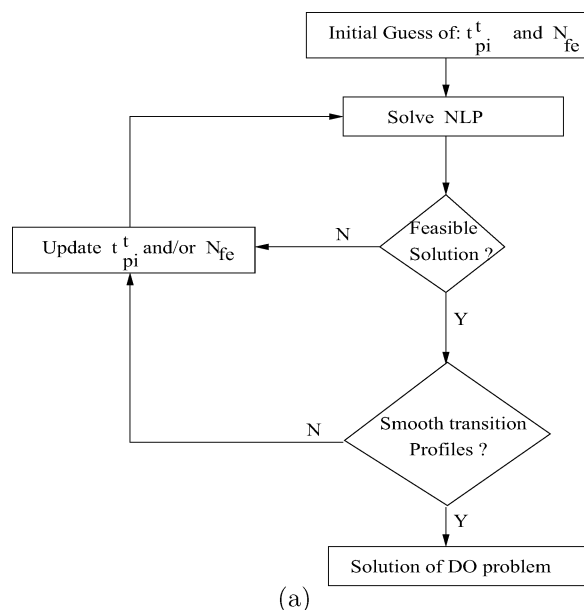 Initial Guess of: t^t_pi and N_fe
Solve NLP
Feasible
Solution ?
N
Update t^t_pi and/or N_fe
Y
Smooth transition
Profiles ?
N
Y
Solution of DO problem
(a)